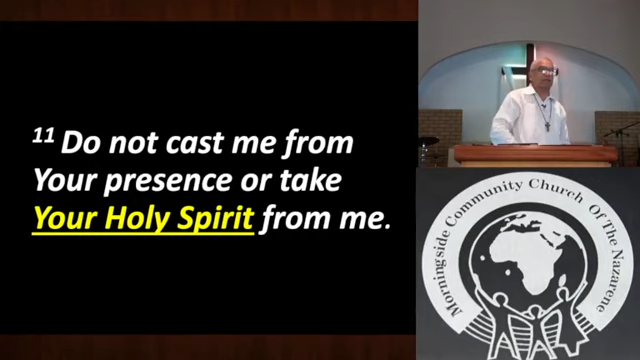 11 Do not cast me from
Your presence or take
Your Holy Spirit from me.
Morningside Community Church Of The Nazarene